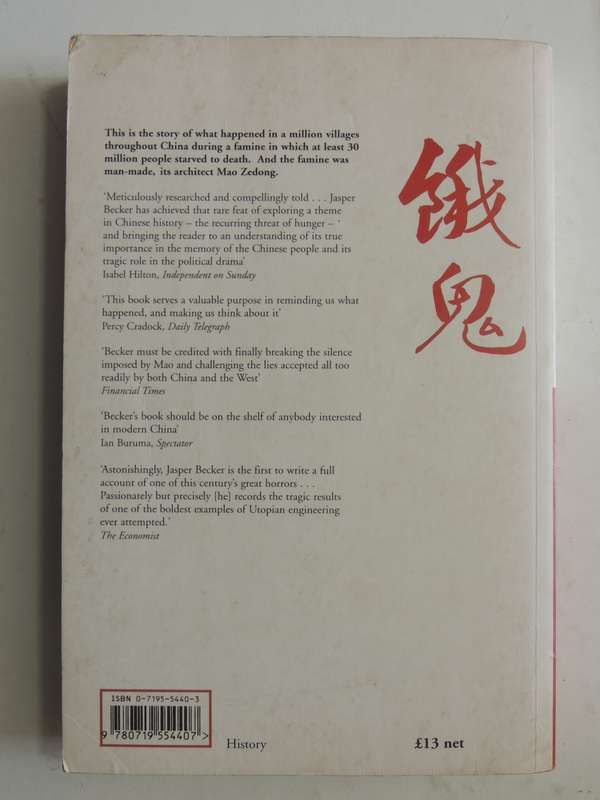 This is the story of what happened in a million villages
throughout China during a famine in which at least 30
million people starved to death.  And the famine was
man-made, its architect Mao Zedong.
‘Meticulously researched and compellingly told . . . Jasper
Becker has achieved that rare feat of exploring a theme
in Chinese history – the recurring threat of hunger – ‘
and bringing the reader to an understanding of its true
importance in the memory of the Chinese people and its
tragic role in the political drama’
Isabel Hilton, Independent on Sunday
‘This book serves a valuable purpose in reminding us what
happened, and making us think about it’
Percy Cradock, Daily Telegraph
‘Becker must be credited with finally breaking the silence
imposed by Mao and challenging the lies accepted all too
readily by both China and the West’
Financial Times
‘Becker’s book should be on the shelf of anybody interested
in modern China’
Ian Buruma, Spectator
‘Astonishingly, Jasper Becker is the first to write a full
account of one of this century’s great horrors . . .
Passionately but precisely [he] records the tragic results
of one of the boldest examples of Utopian engineering
ever attempted.’
The Economist
餓
鬼
ISBN 0-7195-5440-3
9 780719 554407 >
History
£13 net